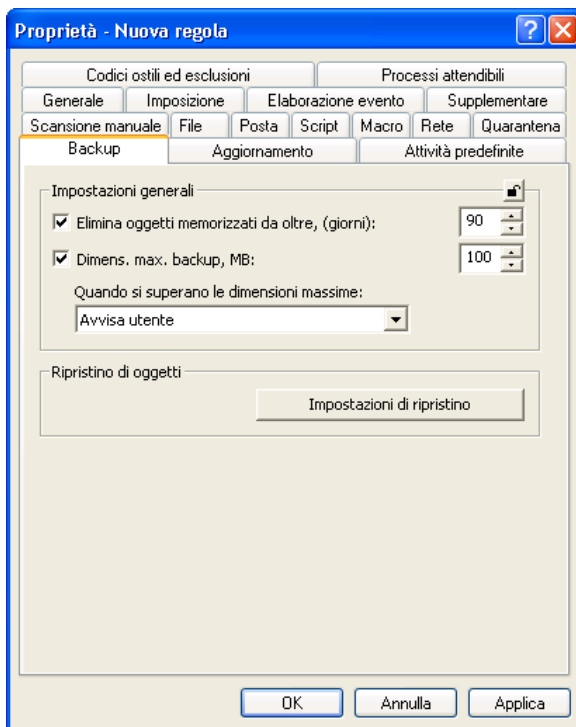 Proprietà - Nuova regola
Codici ostili ed esclusioni Processi attendibili
Generale Imposizione Elaborazione evento Supplementare
Scansione manuale File Posta Script Macro Rete Quarantena
Backup Aggiornamento Attività predefinite
Impostazioni generali
Elimina oggetti memorizzati da oltre, (giorni): 90
Dimens. max. backup, MB: 100
Quando si superano le dimensioni massime:
Avvisa utente
Ripristino di oggetti
Impostazioni di ripristino
OK Annulla Applica